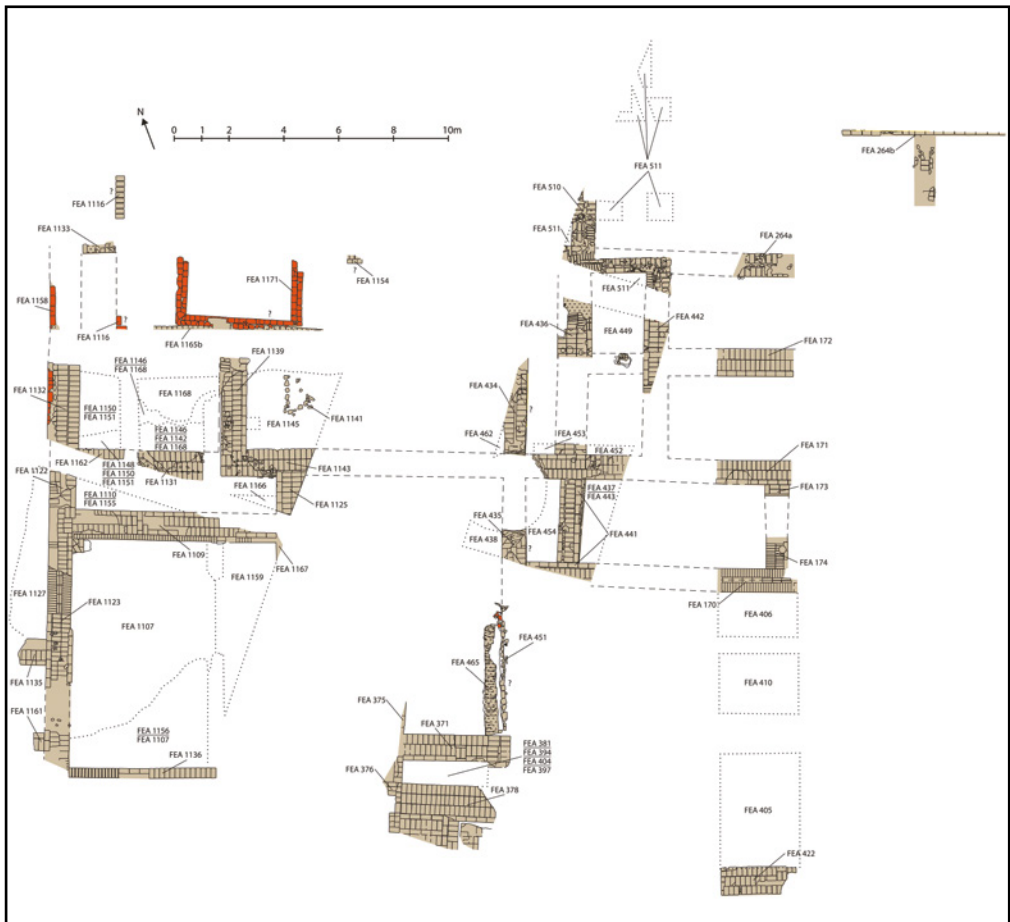 N
0 1 2 4 6 8 10m
FEA 511
FEA 264b
FEA 510
FEA 1116
?
FEA 1133
FEA 511
FEA 264a
FEA 1154
?
FEA 1171
FEA 511
FEA 1158
?
?
FEA 1116
FEA 1165b
FEA 436
FEA 449
FEA 442
FEA 172
FEA 1139
FEA 1146
FEA 1168
FEA 1132
FEA 1150
FEA 1151
FEA 1168
FEA 1141
FEA 434
?
FEA 1146
FEA 1142
FEA 1168
FEA 1145
FEA 462
FEA 453
FEA 452
FEA 171
FEA 1162
FEA 1148
FEA 1150
FEA 1151
FEA 1131
FEA 1143
FEA 1122
FEA 1110
FEA 1155
FEA 1166
FEA 1125
FEA 437
FEA 443
FEA 173
FEA 435
FEA 454
FEA 441
FEA 438
?
FEA 1109
FEA 1167
FEA 174
FEA 1159
FEA 1127
FEA 1123
FEA 170
FEA 406
FEA 1107
FEA 451
FEA 465
?
FEA 1135
FEA 410
FEA 375
FEA 371
FEA 1161
FEA 1156
FEA 1107
FEA 381
FEA 394
FEA 404
FEA 397
FEA 1136
FEA 376
FEA 378
FEA 405
FEA 422